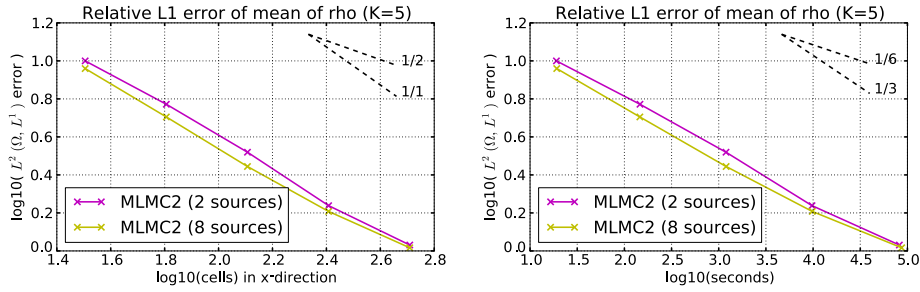 Relative L1 error of mean of rho (K=5)
1.2
1.0
0.8
0.6
0.4
0.2
0.0
log10( L² (Ω, L¹ ) error )
1/2
1/1
MLMC2 (2 sources)
MLMC2 (8 sources)
1.4 1.6 1.8 2.0 2.2 2.4 2.6 2.8
log10(cells) in x-direction
Relative L1 error of mean of rho (K=5)
1.2
1.0
0.8
0.6
0.4
0.2
0.0
log10( L² (Ω, L¹ ) error )
1/6
1/3
MLMC2 (2 sources)
MLMC2 (8 sources)
1.0 1.5 2.0 2.5 3.0 3.5 4.0 4.5 5.0
log10(seconds)